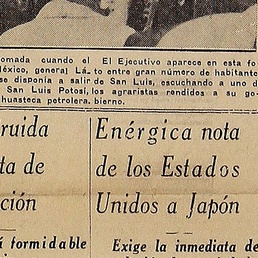 omada cuando el
México, general Lá-
se disponía a salir
San Luis Potosí,
huasteca petrolera.
El Ejecutivo aparece en esta fo
to entre gran número de habitante
de San Luis, escuchando a uno d
los agraristas rendidos a su go-
bierno.
ruida
ta de
ción
á formidable
Enérgica nota
de los Estados
Unidos a Japón
Exige la inmediata de